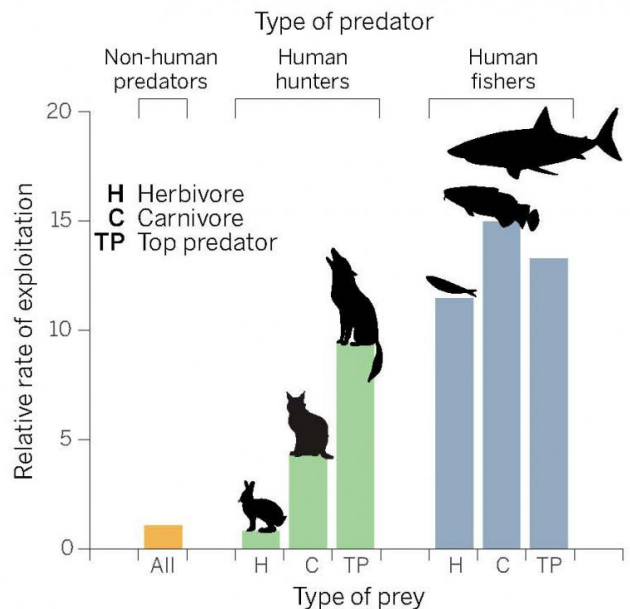 Type of predator
Non-human
predators
Human
hunters
Human
fishers
20
15
10
5
0
Relative rate of exploitation
H Herbivore
C Carnivore
TP Top predator
All
H
C
TP
H
C
TP
Type of prey